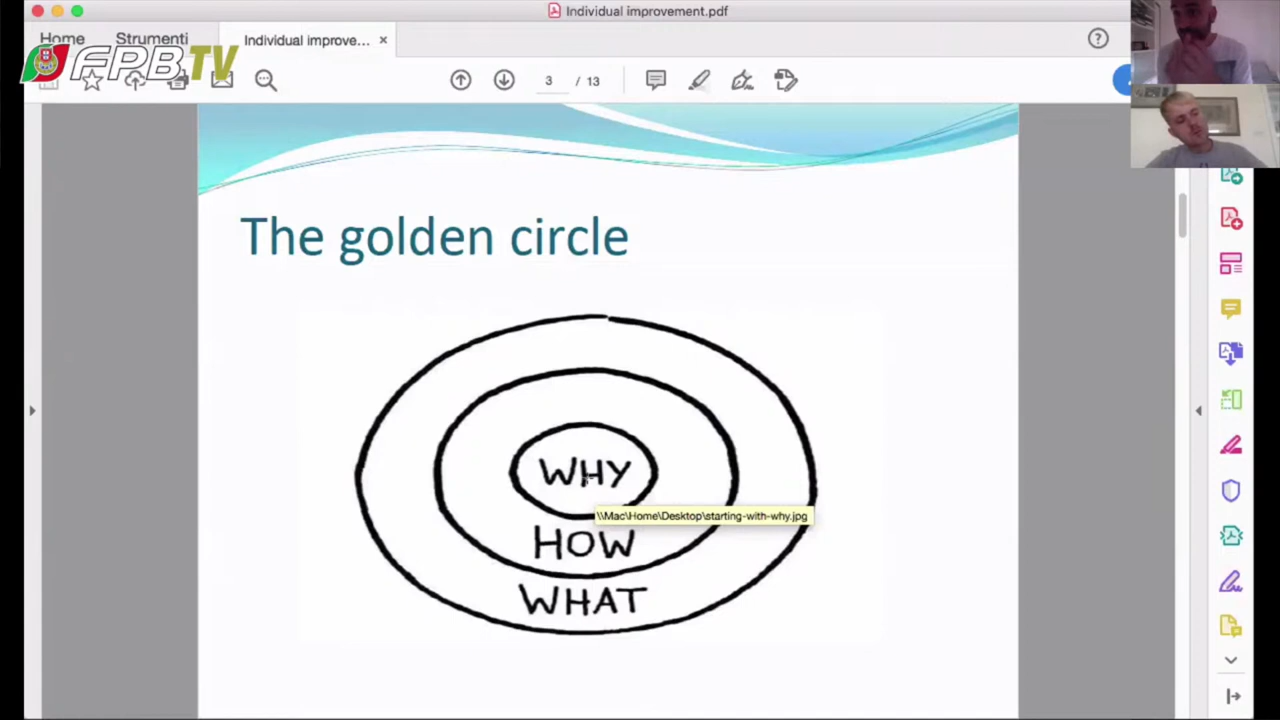 Individual improvement.pdf
Home
Strumenti
Individual improve...
FPBTV
3 / 13
The golden circle
WHY
\\Mac\Home\Desktop\starting-with-why.jpg
HOW
WHAT